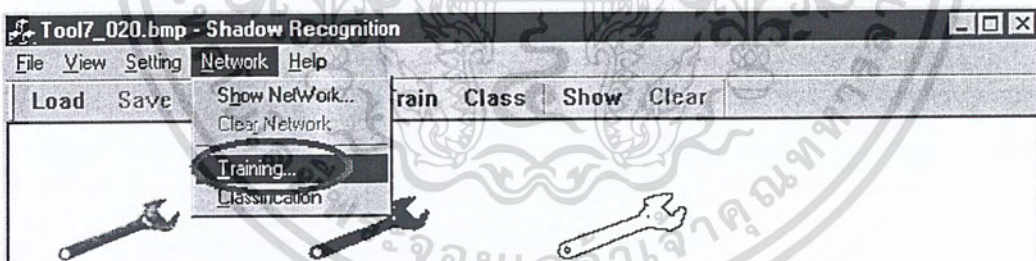 Tool7_020.bmp - Shadow Recognition
File View Setting Network Help
Load Save rain Class Show Clear
Show NetWork...
Clear Network
Training...
Classification